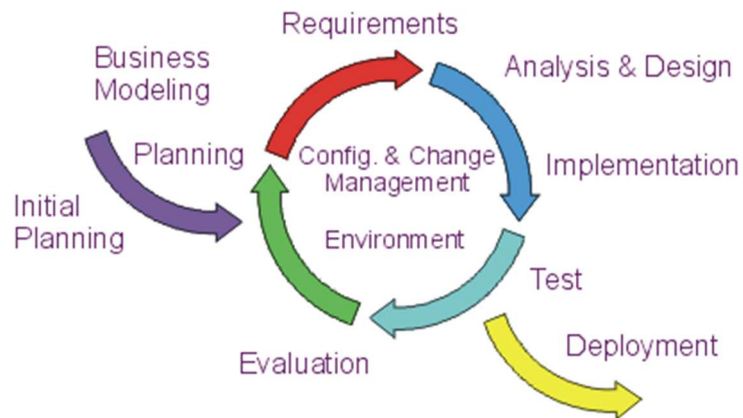 Requirements
Business
Modeling
Analysis & Design
Planning
Config. & Change
Management
Implementation
Initial
Planning
Environment
Test
Evaluation
Deployment